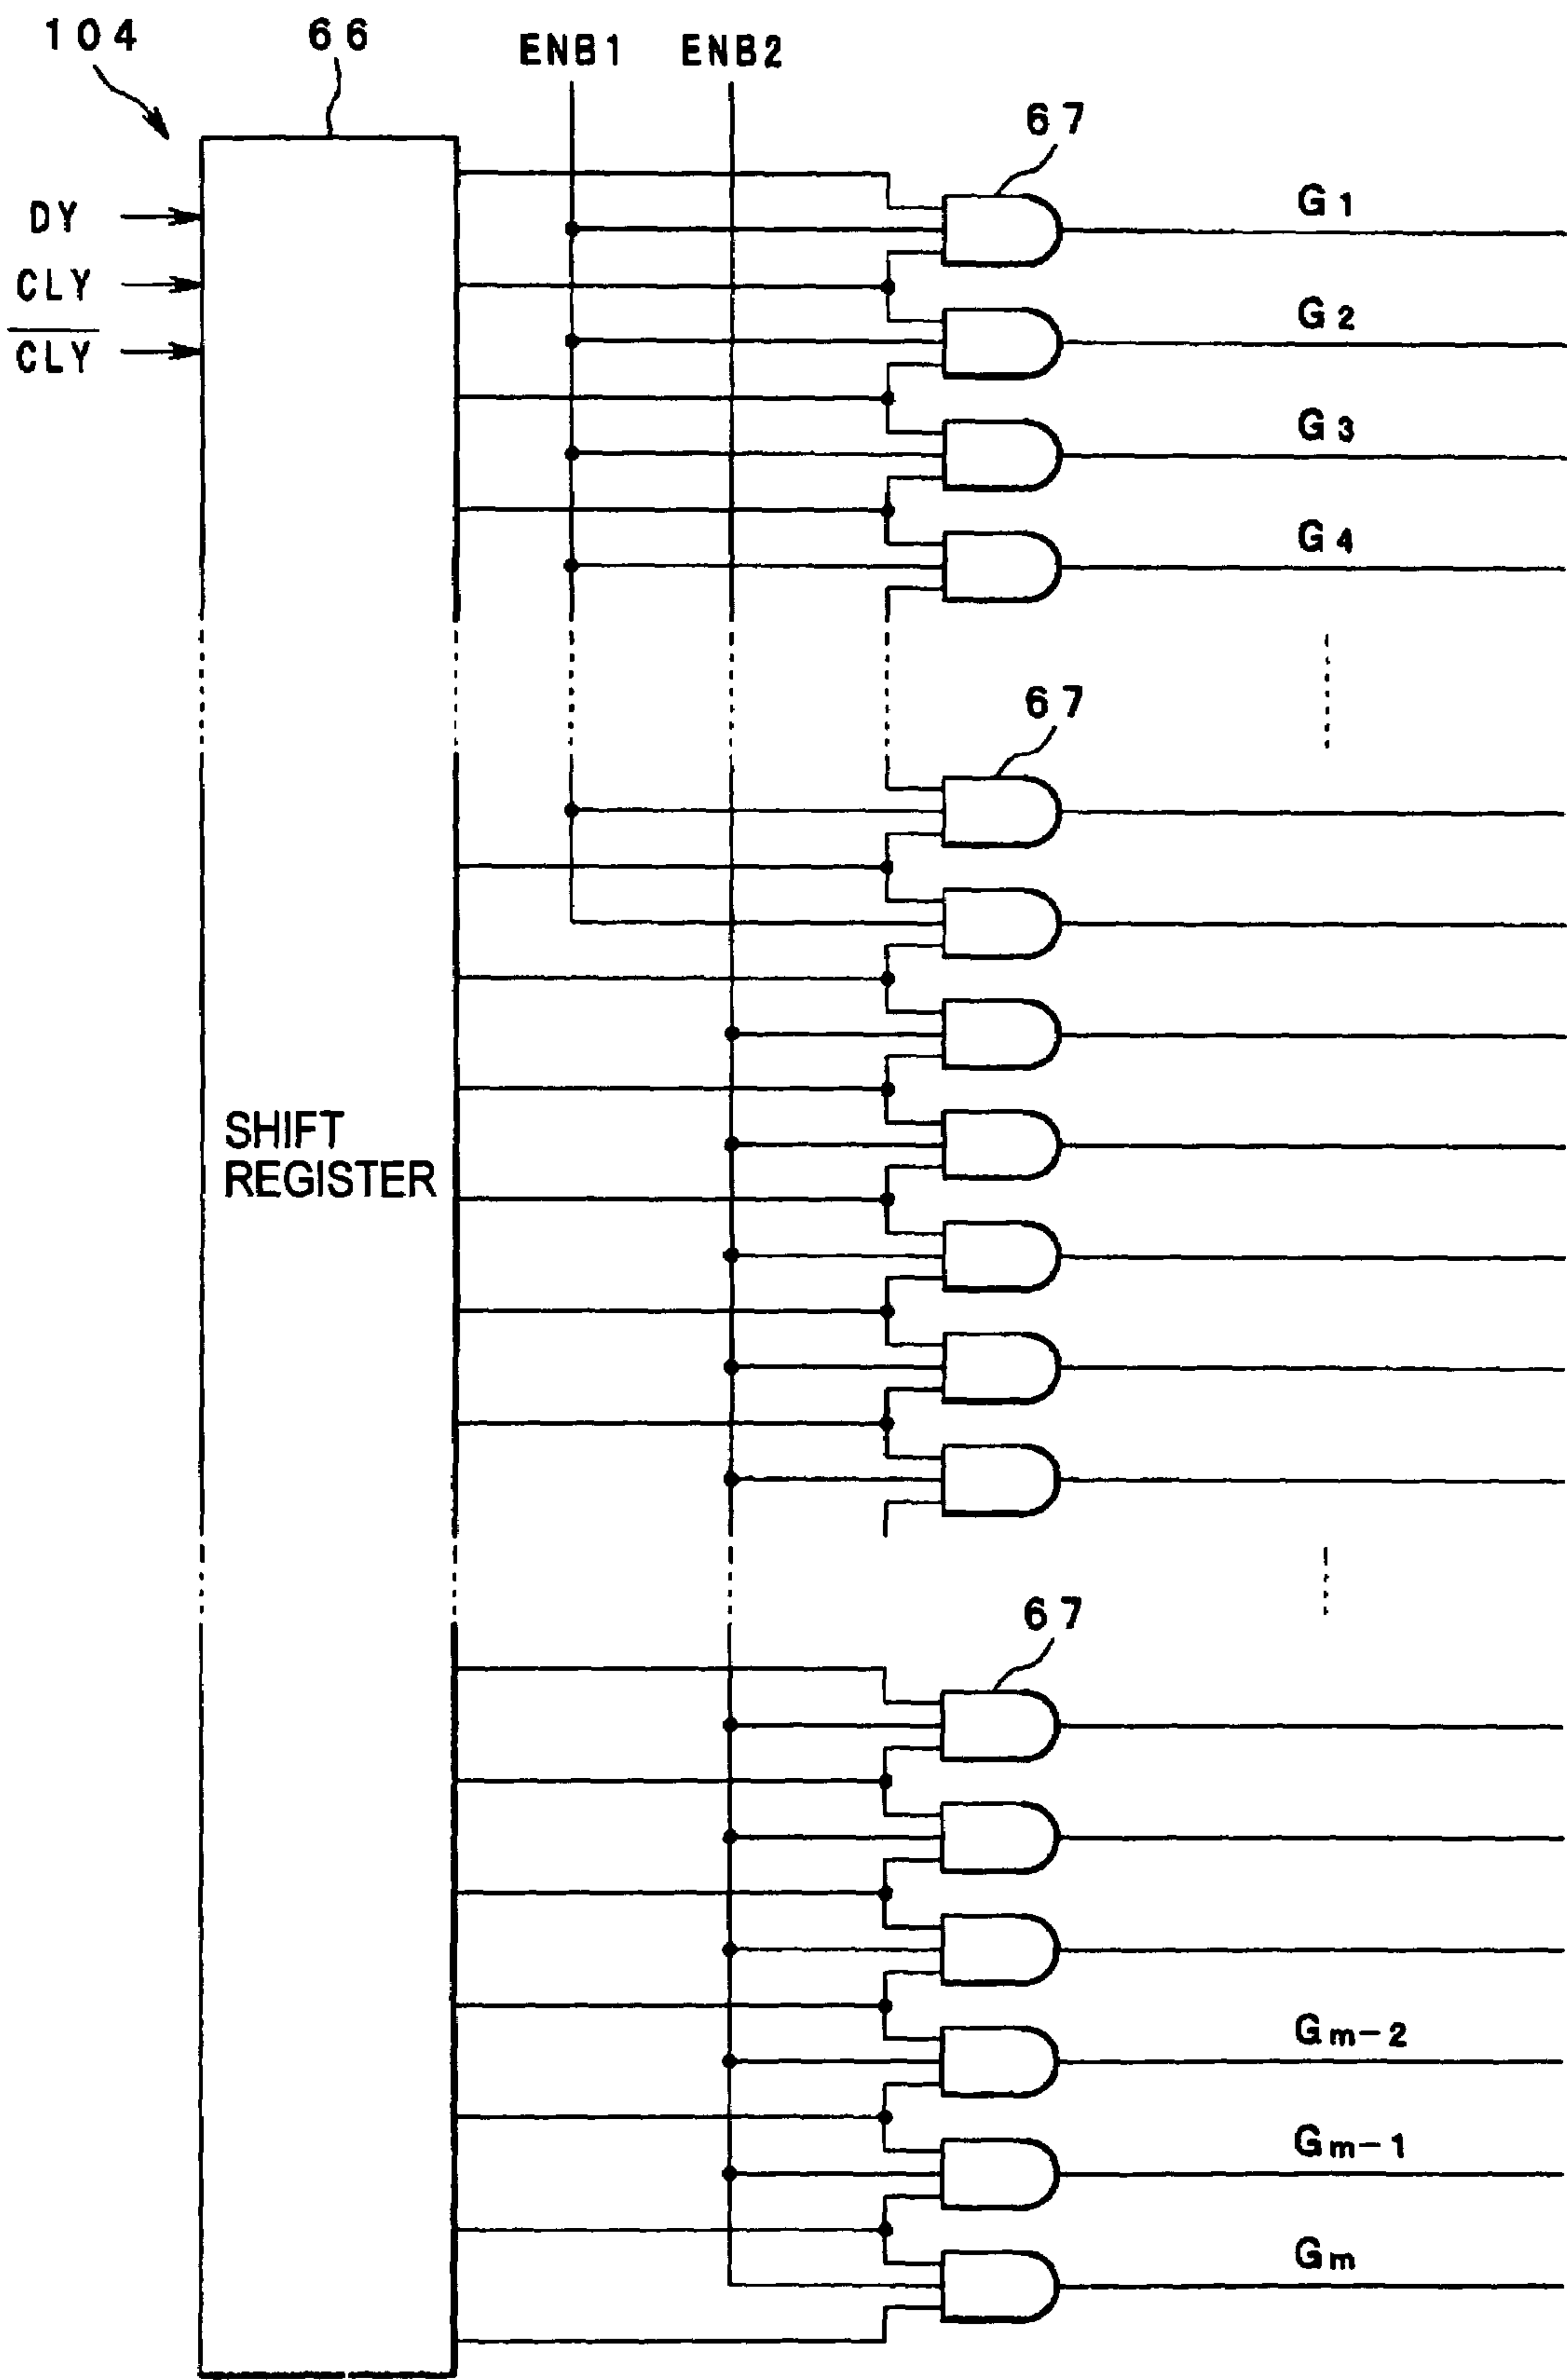 104
66
ENB1
ENB2
67
DY
CLY
C̅L̅Y̅
G1
G2
G3
G4
67
SHIFT
REGISTER
67
Gm-2
Gm-1
Gm